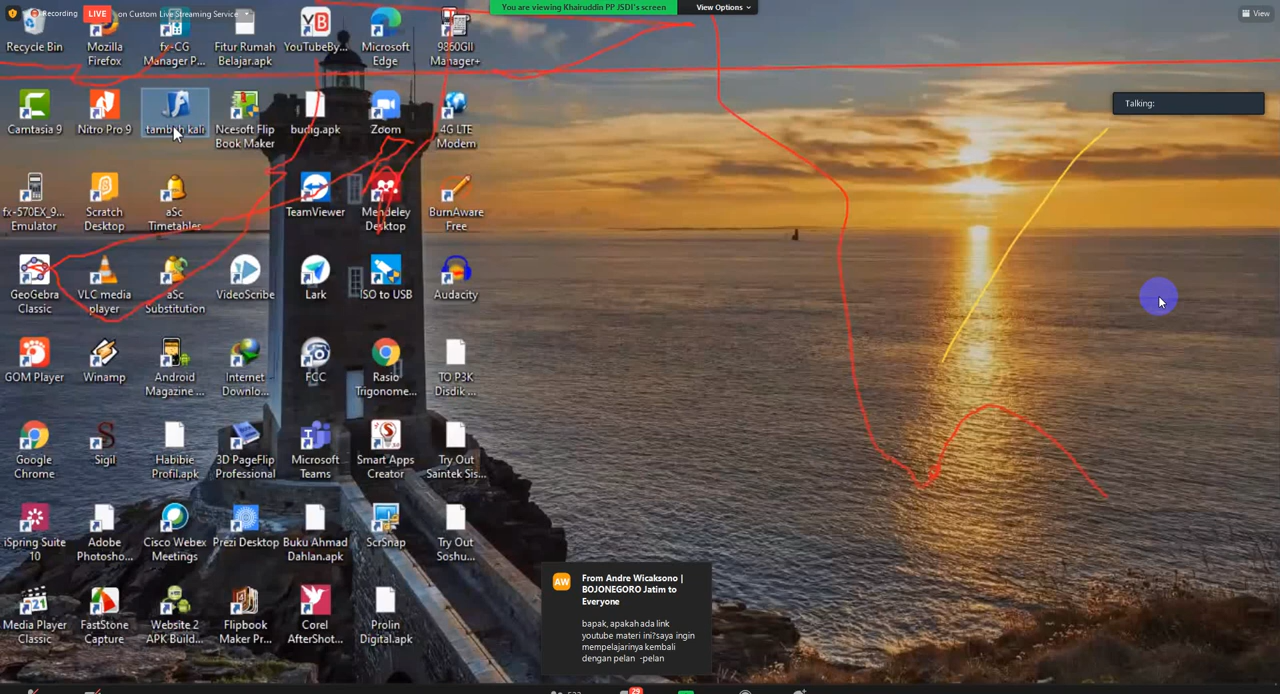 Recording
LIVE on Custom Live Streaming Service
You are viewing Khairuddin PP J5DI's screen
View Options
View
Recycle Bin
Mozilla Firefox
fx-CG Manager P...
Fitur Rumah Belajar.apk
YouTubeBy...
Microsoft Edge
9860GII Manager+
Talking:
Camtasia 9
Nitro Pro 9
tambah kali
Ncesoft Flip Book Maker
budig.apk
Zoom
4G LTE Modem
fx-570EX_9... Emulator
Scratch Desktop
aSc Timetables
TeamViewer
Mendeley Desktop
BurnAware Free
GeoGebra Classic
VLC media player
aSc Substitution
VideoScribe
Lark
ISO to USB
Audacity
GOM Player
Winamp
Android Magazine ...
Internet Downlo...
FCC
Rasio Trigonome...
TO P3K Disdik ...
Google Chrome
Sigil
Habibie Profil.apk
3D PageFlip Professional
Microsoft Teams
Smart Apps Creator
Try Out Saintek Sis...
iSpring Suite 10
Adobe Photosho...
Cisco Webex Meetings
Prezi Desktop
Buku Ahmad Dahlan.apk
ScrSnap
Try Out Soshu...
Media Player Classic
FastStone Capture
Website 2 APK Build...
Flipbook Maker Pr...
Corel AfterShot...
Prolin Digital.apk
AW
From Andre Wicaksono |
BOJONEGORO Jatim to
Everyone
bapak, apakah ada link
youtube materi ini?saya ingin
mempelajarinya kembali
dengan pelan -pelan
29